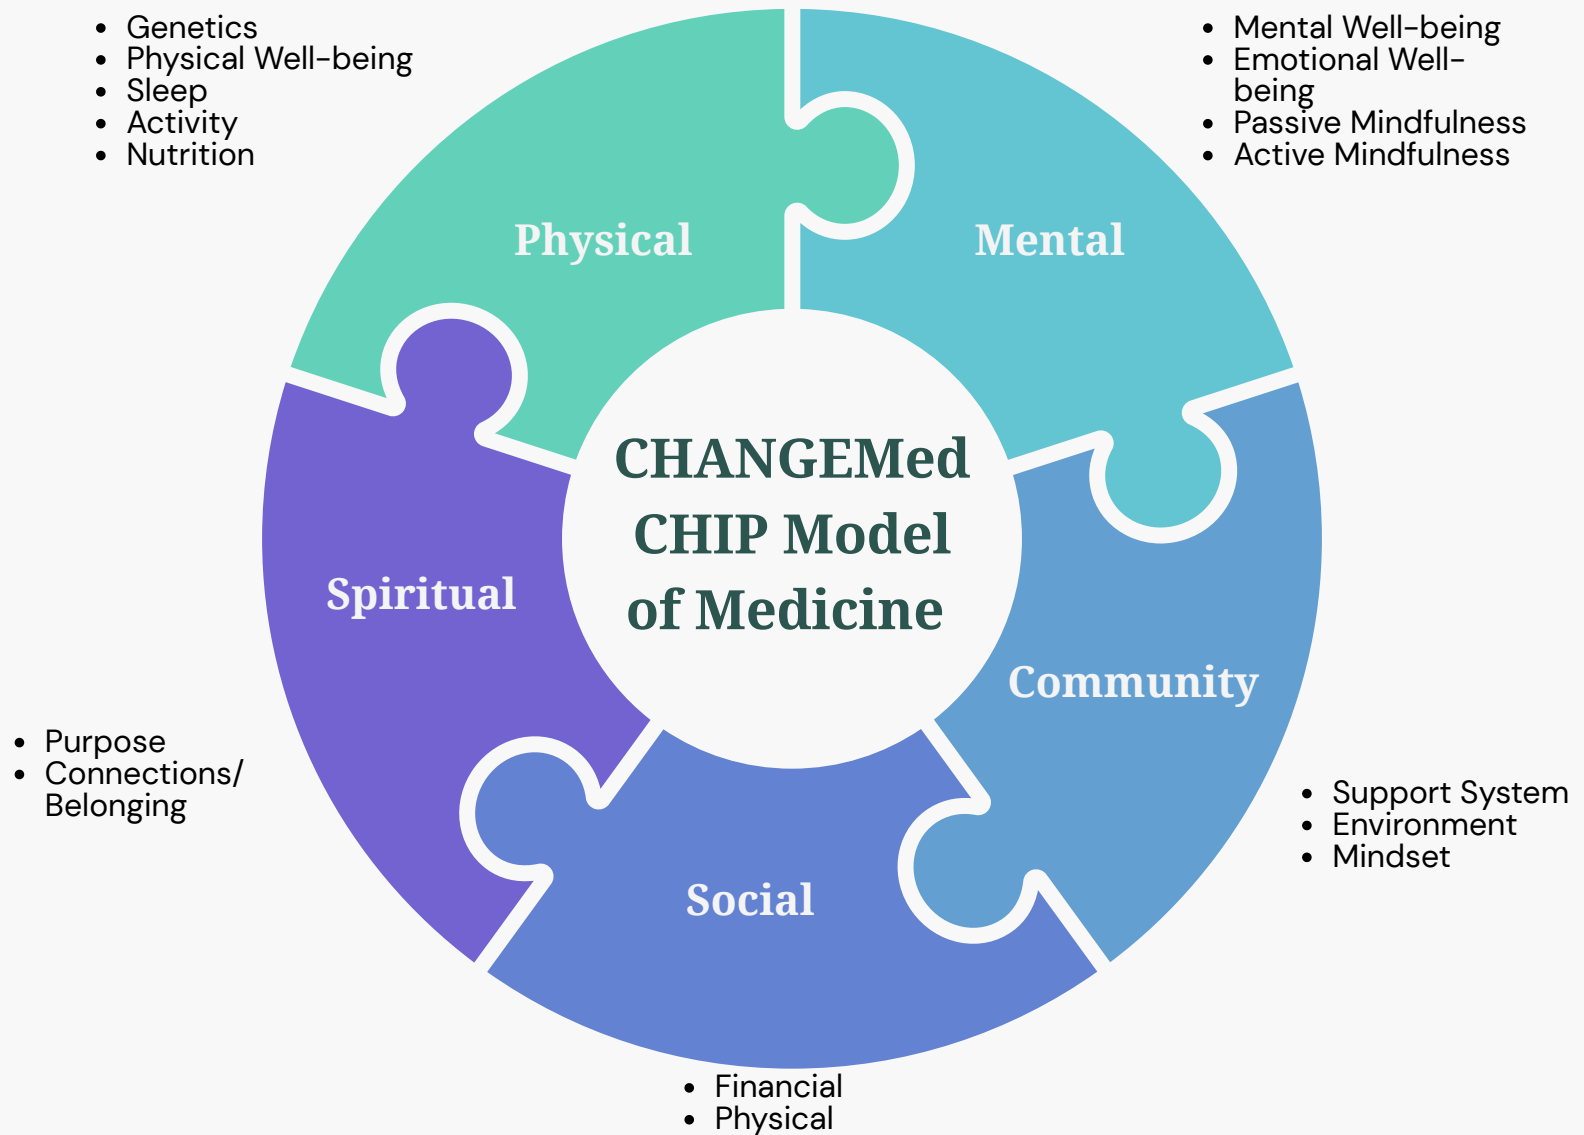 • Genetics
• Physical Well-being
• Sleep
• Activity
• Nutrition
• Mental Well-being
• Emotional Well-
being
• Passive Mindfulness
• Active Mindfulness
Physical
Mental
CHANGEMed
CHIP Model
of Medicine
Spiritual
Community
• Purpose
• Connections/
Belonging
• Support System
• Environment
• Mindset
Social
• Financial
• Physical